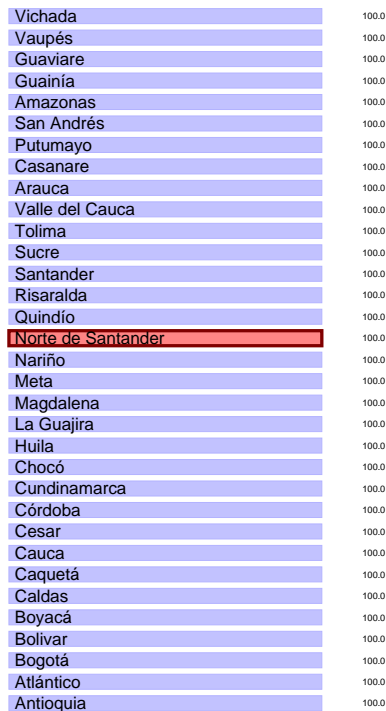 Vichada 100.0
Vaupés 100.0
Guaviare 100.0
Guainía 100.0
Amazonas 100.0
San Andrés 100.0
Putumayo 100.0
Casanare 100.0
Arauca 100.0
Valle del Cauca 100.0
Tolima 100.0
Sucre 100.0
Santander 100.0
Risaralda 100.0
Quindío 100.0
Norte de Santander 100.0
Nariño 100.0
Meta 100.0
Magdalena 100.0
La Guajira 100.0
Huila 100.0
Chocó 100.0
Cundinamarca 100.0
Córdoba 100.0
Cesar 100.0
Cauca 100.0
Caquetá 100.0
Caldas 100.0
Boyacá 100.0
Bolivar 100.0
Bogotá 100.0
Atlántico 100.0
Antioquia 100.0